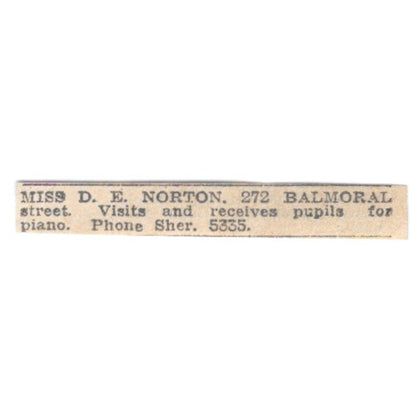 MISS D. E. NORTON, 272 BALMORAL
street. Visits and receives pupils for
piano. Phone Sher. 5335.